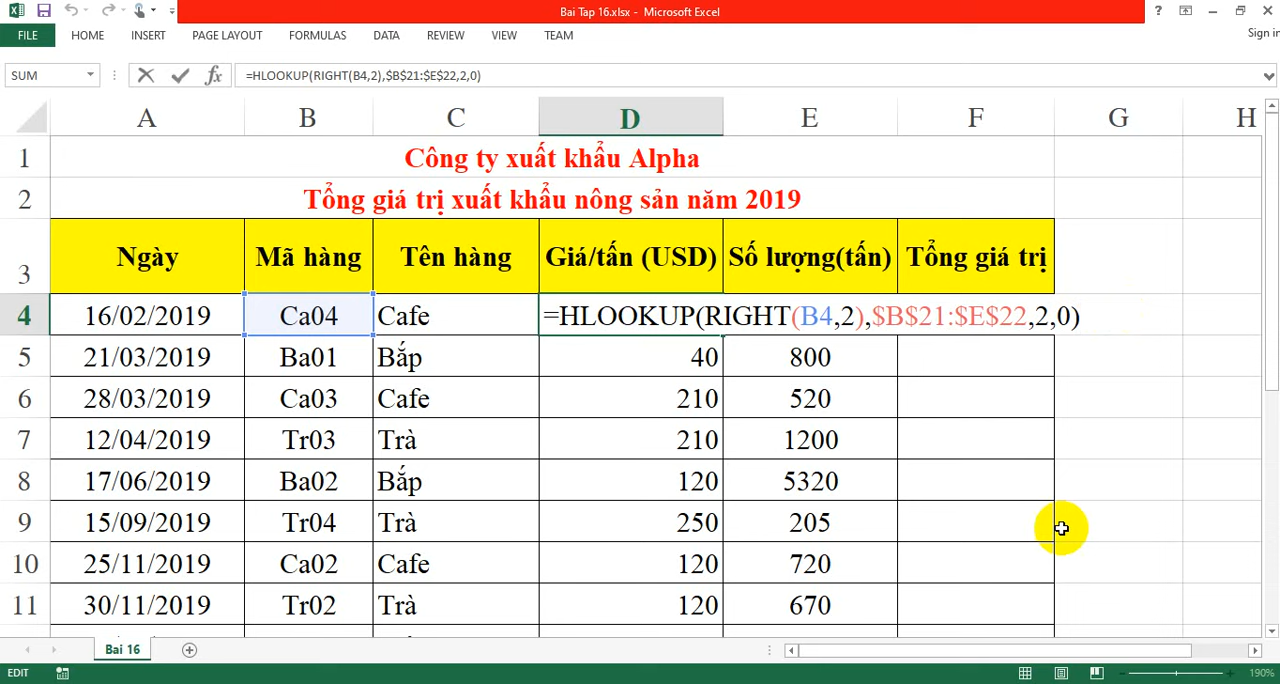 Bai Tap 16.xlsx - Microsoft Excel
FILE HOME INSERT PAGE LAYOUT FORMULAS DATA REVIEW VIEW TEAM Sign in
SUM fx =HLOOKUP(RIGHT(B4,2),$B$21:$E$22,2,0)
A B C D E F G H
1 Công ty xuất khẩu Alpha
2 Tổng giá trị xuất khẩu nông sản năm 2019
3 Ngày Mã hàng Tên hàng Giá/tấn (USD) Số lượng(tấn) Tổng giá trị
4 16/02/2019 Ca04 Cafe =HLOOKUP(RIGHT(B4,2),$B$21:$E$22,2,0)
5 21/03/2019 Ba01 Bắp 40 800
6 28/03/2019 Ca03 Cafe 210 520
7 12/04/2019 Tr03 Trà 210 1200
8 17/06/2019 Ba02 Bắp 120 5320
9 15/09/2019 Tr04 Trà 250 205
10 25/11/2019 Ca02 Cafe 120 720
11 30/11/2019 Tr02 Trà 120 670
Bai 16
EDIT 190%